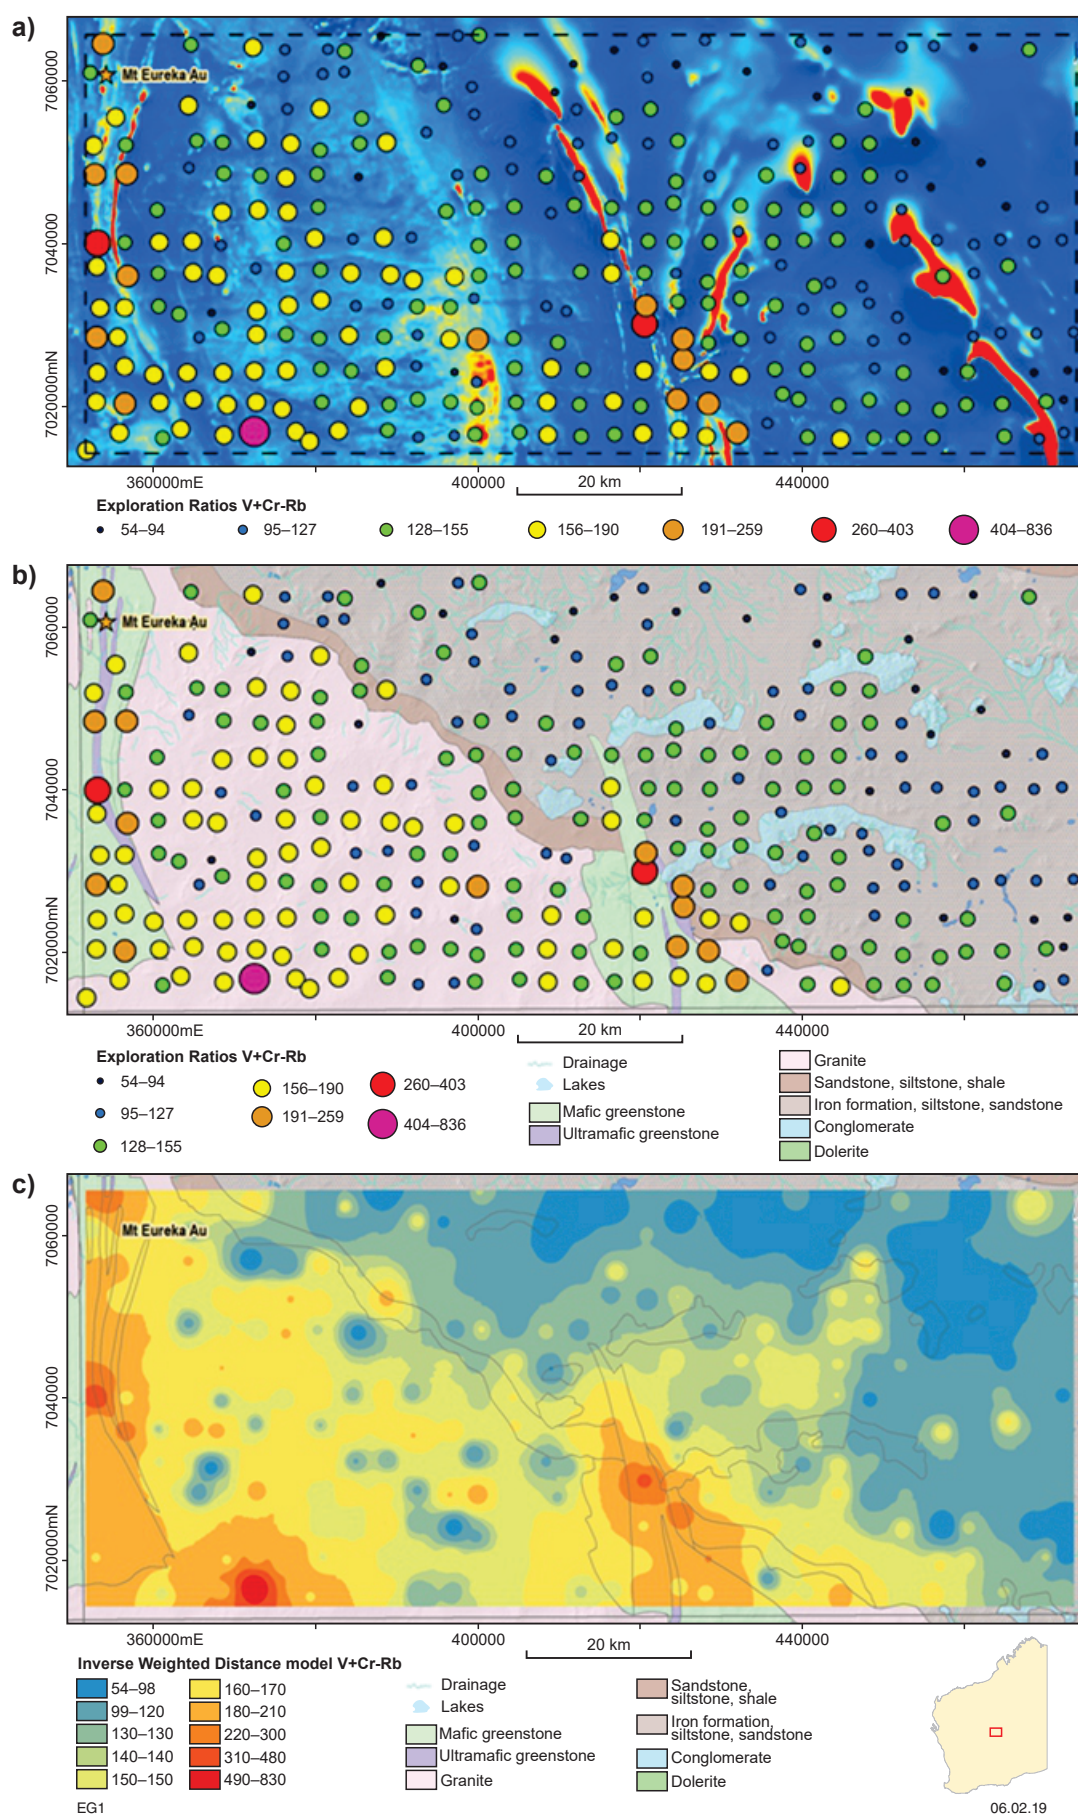 a)
7060000
7040000
7020000mN
Mt Eureka Au
360000mE
400000
440000
20 km
Exploration Ratios V+Cr-Rb
54–94
95–127
128–155
156–190
191–259
260–403
404–836
b)
7060000
7040000
7020000mN
Mt Eureka Au
360000mE
400000
440000
20 km
Exploration Ratios V+Cr-Rb
54–94
95–127
128–155
156–190
191–259
260–403
404–836
Drainage
Lakes
Mafic greenstone
Ultramafic greenstone
Granite
Sandstone, siltstone, shale
Iron formation, siltstone, sandstone
Conglomerate
Dolerite
c)
7060000
7040000
7020000mN
Mt Eureka Au
360000mE
400000
440000
20 km
Inverse Weighted Distance model V+Cr-Rb
54–98
99–120
130–130
140–140
150–150
160–170
180–210
220–300
310–480
490–830
Drainage
Lakes
Mafic greenstone
Ultramafic greenstone
Granite
Sandstone,
siltstone, shale
Iron formation,
siltstone, sandstone
Conglomerate
Dolerite
EG1
06.02.19